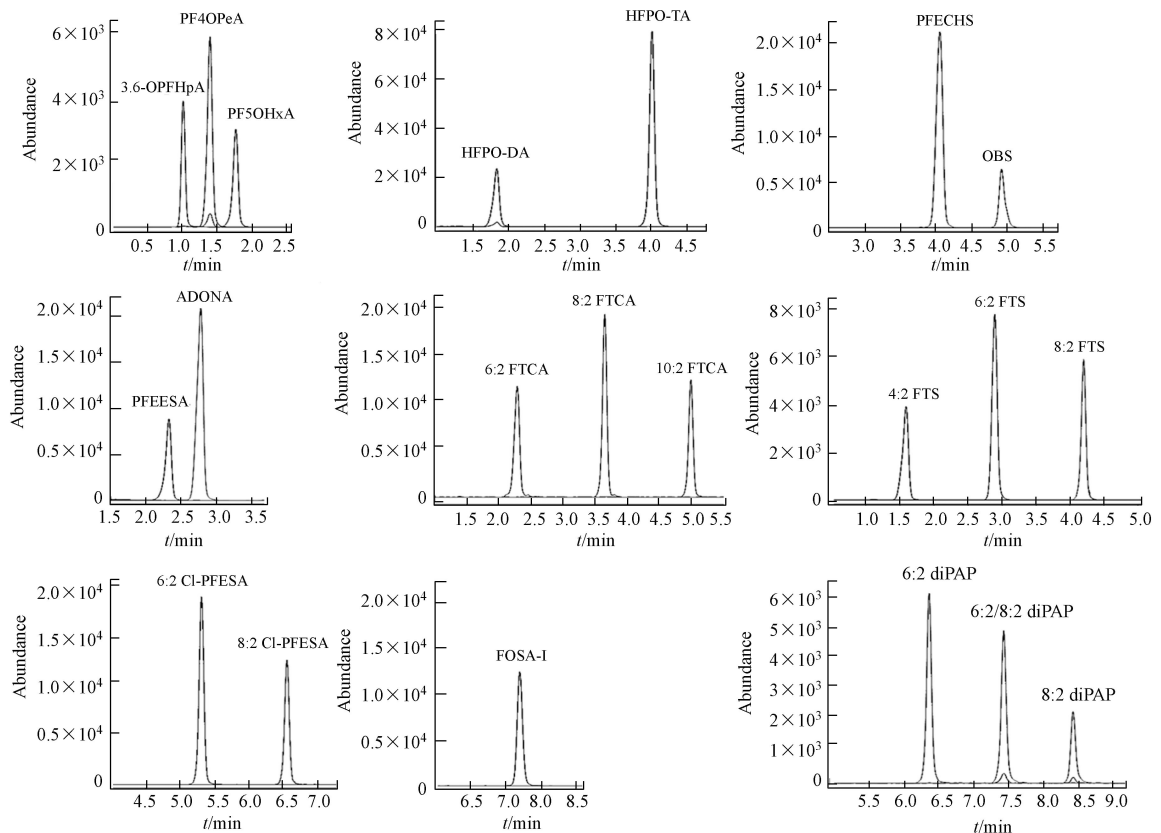 PF4OPeA
6×10³
3.6-OPFHpA
4×10³
PF5OHxA
2×10³
0
Abundance
0.5 1.0 1.5 2.0 2.5
t/min
HFPO-TA
8×10⁴
6×10⁴
4×10⁴
HFPO-DA
2×10⁴
0
Abundance
1.5 2.0 2.5 3.0 3.5 4.0 4.5
t/min
PFECHS
2.0×10⁴
1.5×10⁴
1.0×10⁴
OBS
0.5×10⁴
0
Abundance
3.0 3.5 4.0 4.5 5.0 5.5
t/min
ADONA
2.0×10⁴
1.5×10⁴
PFEESA
1.0×10⁴
0.5×10⁴
0
Abundance
1.5 2.0 2.5 3.0 3.5
t/min
8:2 FTCA
2.0×10⁴
1.5×10⁴
6:2 FTCA
10:2 FTCA
1.0×10⁴
0.5×10⁴
0
Abundance
1.5 2.0 2.5 3.0 3.5 4.0 4.5 5.0 5.5
t/min
6:2 FTS
8×10³
8:2 FTS
6×10³
4:2 FTS
4×10³
2×10³
0
Abundance
1.0 1.5 2.0 2.5 3.0 3.5 4.0 4.5 5.0
t/min
6:2 Cl-PFESA
2.0×10⁴
1.5×10⁴
8:2 Cl-PFESA
1.0×10⁴
0.5×10⁴
0
Abundance
4.5 5.0 5.5 6.0 6.5 7.0
t/min
2.0×10⁴
1.5×10⁴
FOSA-I
1.0×10⁴
0.5×10⁴
0
Abundance
6.5 7.0 7.2 8.0 8.5
t/min
6:2 diPAP
6×10³
6:2/8:2 diPAP
5×10³
4×10³
3×10³
8:2 diPAP
2×10³
1×10³
0
Abundance
5.5 6.0 6.5 7.0 7.5 8.0 8.5 9.0
t/min